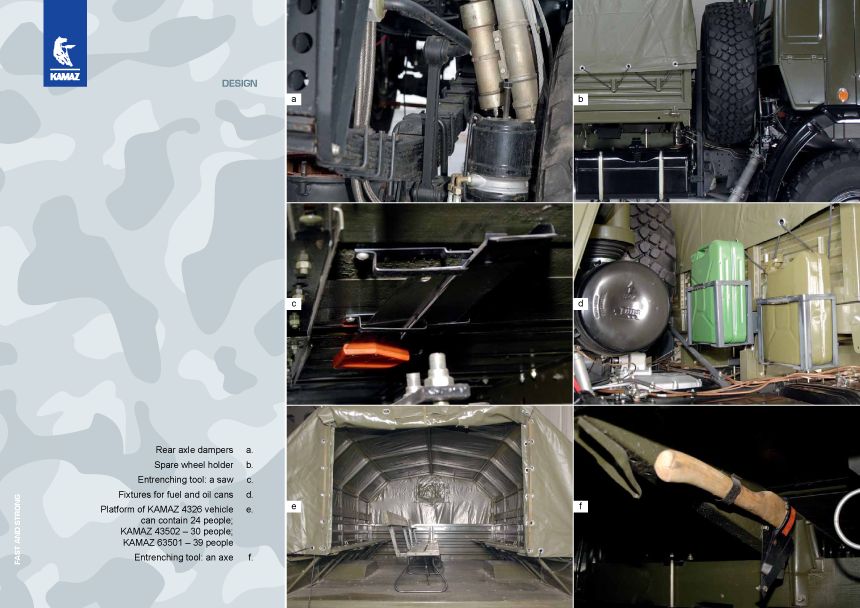 KAMAZ
DESIGN
Rear axle dampers a.
Spare wheel holder b.
Entrenching tool: a saw c.
Fixtures for fuel and oil cans d.
Platform of KAMAZ 4326 vehicle e.
can contain 24 people;
KAMAZ 43502 – 30 people;
KAMAZ 63501 – 39 people
Entrenching tool: an axe f.
FAST AND STRONG
a
b
c
d
e
f